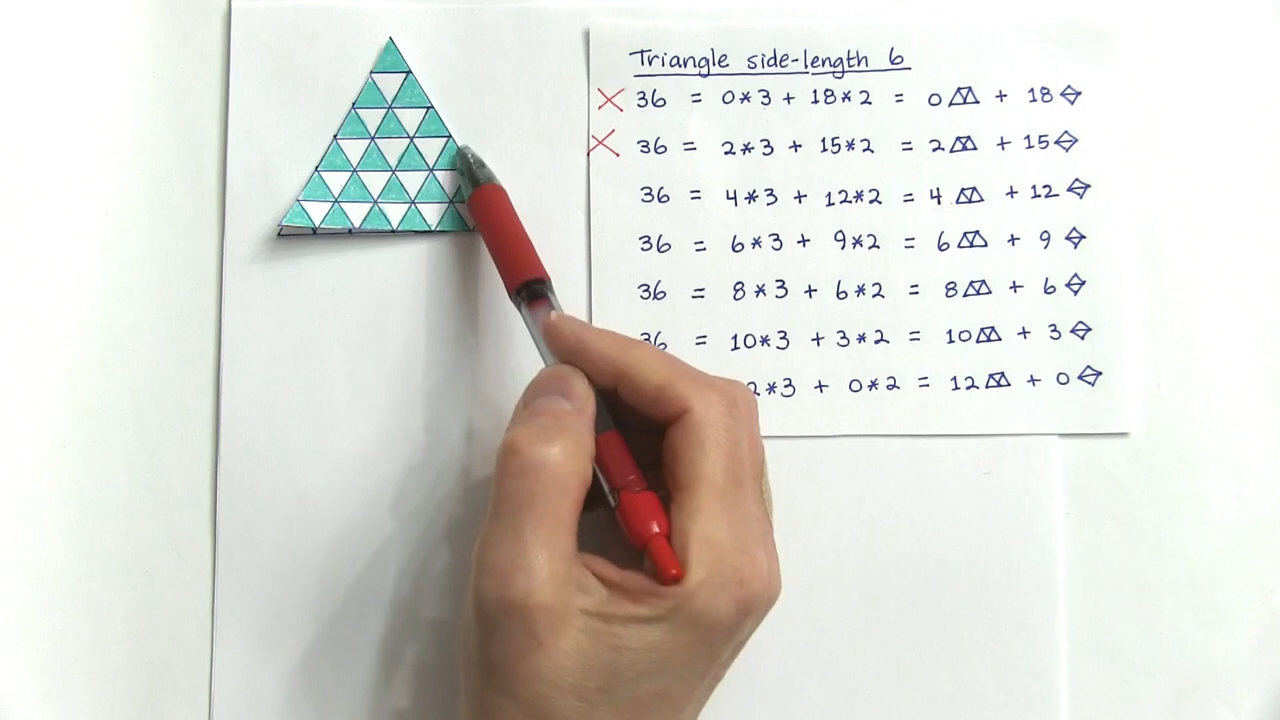 Triangle side-length 6
36 = 0*3 + 18*2 = 0 + 18
36 = 2*3 + 15*2 = 2 + 15
36 = 4*3 + 12*2 = 4 + 12
36 = 6*3 + 9*2 = 6 + 9
36 = 8*3 + 6*2 = 8 + 6
36 = 10*3 + 3*2 = 10 + 3
2*3 + 0*2 = 12 + 0